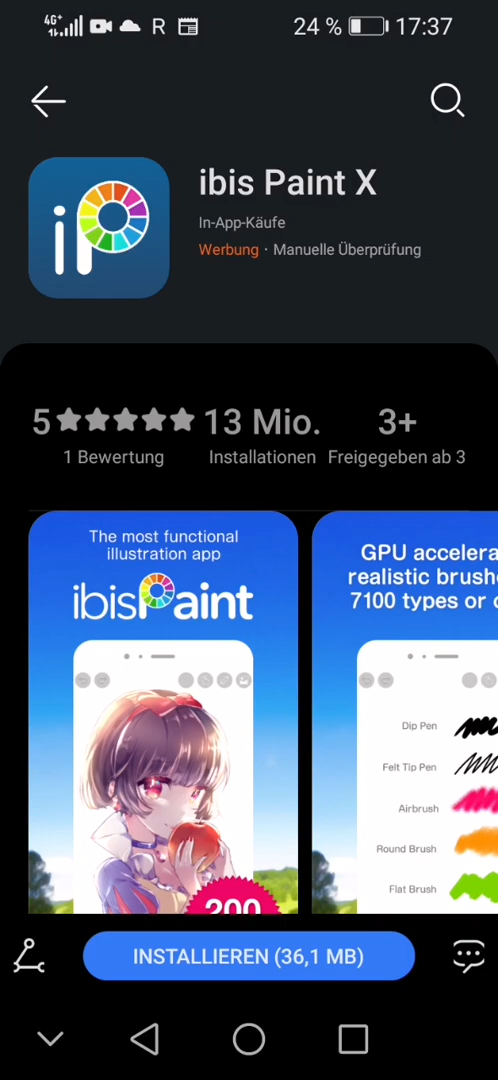 4G+
R
24 %
17:37
iP
ibis Paint X
In-App-Käufe
Werbung · Manuelle Überprüfung
5 13 Mio. 3+
1 Bewertung Installationen Freigegeben ab 3
The most functional
illustration app
ibisPaint
200
GPU accelera
realistic brush
7100 types or
Dip Pen
Felt Tip Pen
Airbrush
Round Brush
Flat Brush
INSTALLIEREN (36,1 MB)